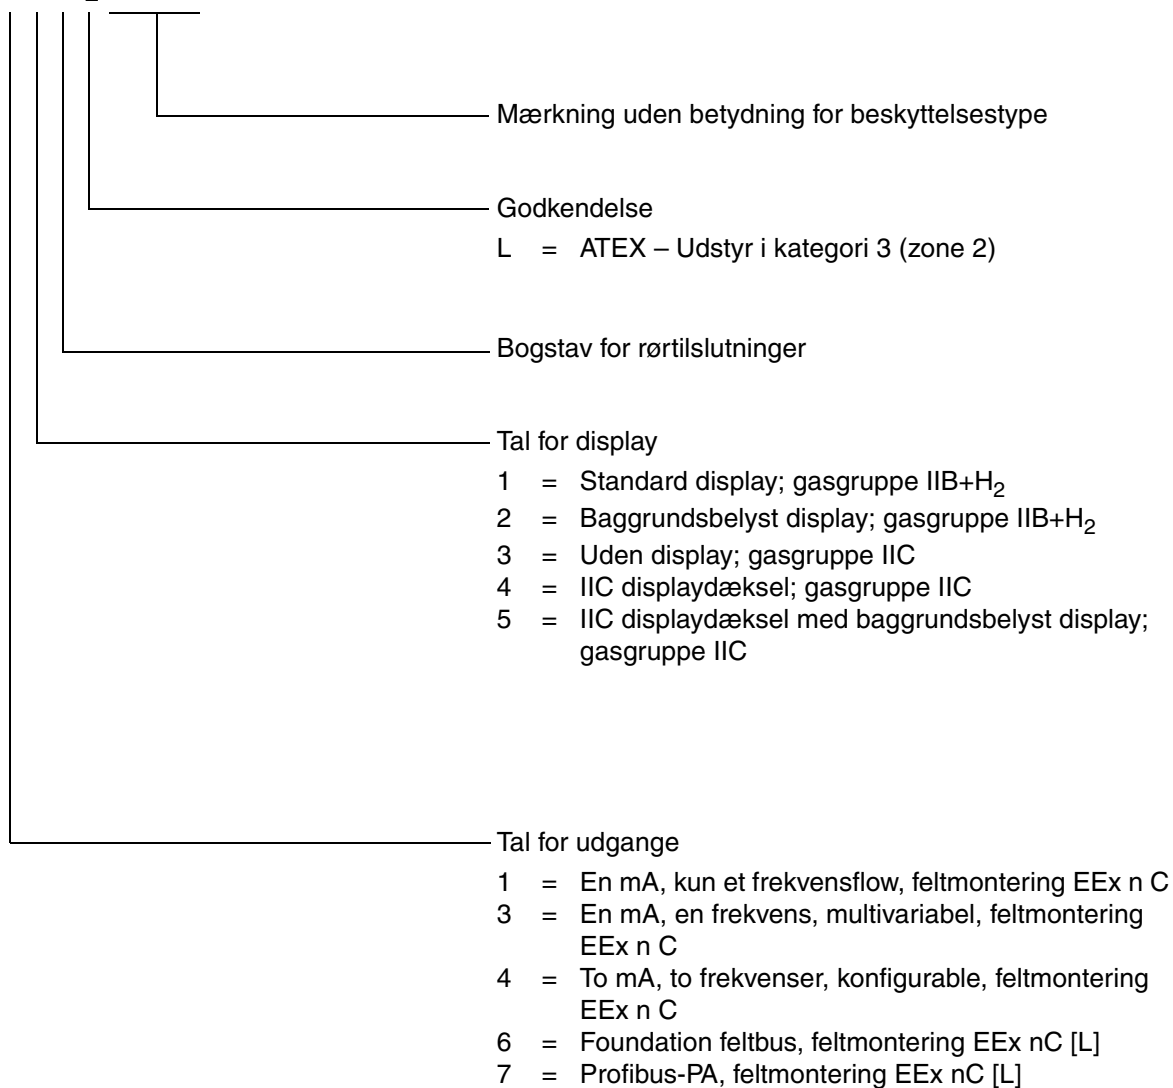 Mærkning uden betydning for beskyttelsestype
Godkendelse
L = ATEX – Udstyr i kategori 3 (zone 2)
Bogstav for rørtilslutninger
Tal for display
1 = Standard display; gasgruppe IIB+H₂
2 = Baggrundsbelyst display; gasgruppe IIB+H₂
3 = Uden display; gasgruppe IIC
4 = IIC displaydæksel; gasgruppe IIC
5 = IIC displaydæksel med baggrundsbelyst display;
gasgruppe IIC
Tal for udgange
1 = En mA, kun et frekvensflow, feltmontering EEx n C
3 = En mA, en frekvens, multivariabel, feltmontering
EEx n C
4 = To mA, to frekvenser, konfigurable, feltmontering
EEx n C
6 = Foundation feltbus, feltmontering EEx nC [L]
7 = Profibus-PA, feltmontering EEx nC [L]